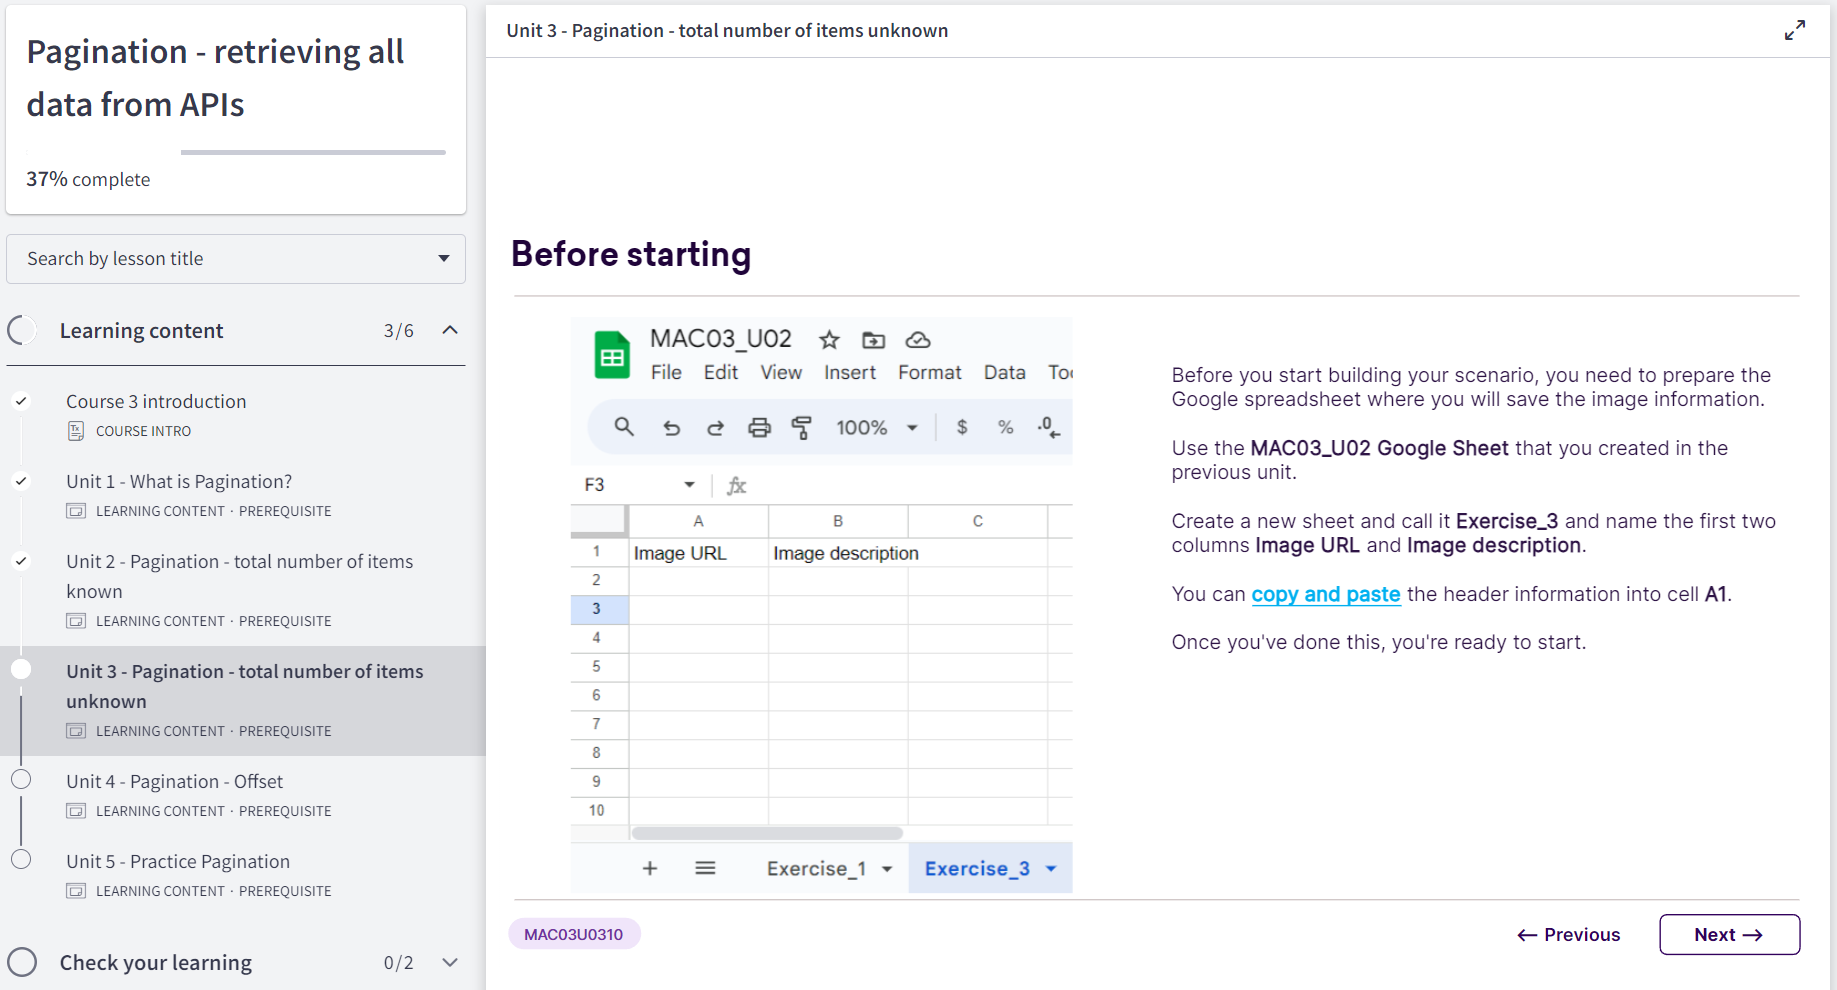 Pagination - retrieving all
data from APIs
37% complete
Search by lesson title
Learning content 3/6
Course 3 introduction
COURSE INTRO
Unit 1 - What is Pagination?
LEARNING CONTENT · PREREQUISITE
Unit 2 - Pagination - total number of items
known
LEARNING CONTENT · PREREQUISITE
Unit 3 - Pagination - total number of items
unknown
LEARNING CONTENT · PREREQUISITE
Unit 4 - Pagination - Offset
LEARNING CONTENT · PREREQUISITE
Unit 5 - Practice Pagination
LEARNING CONTENT · PREREQUISITE
Check your learning 0/2
Unit 3 - Pagination - total number of items unknown
Before starting
MAC03_U02
File Edit View Insert Format Data Too
100% $ % .0
F3 fx
A B C
1 Image URL Image description
2
3
4
5
6
7
8
9
10
+ Exercise_1 Exercise_3
Before you start building your scenario, you need to prepare the
Google spreadsheet where you will save the image information.
Use the MAC03_U02 Google Sheet that you created in the
previous unit.
Create a new sheet and call it Exercise_3 and name the first two
columns Image URL and Image description.
You can copy and paste the header information into cell A1.
Once you've done this, you're ready to start.
MAC03U0310
← Previous
Next →